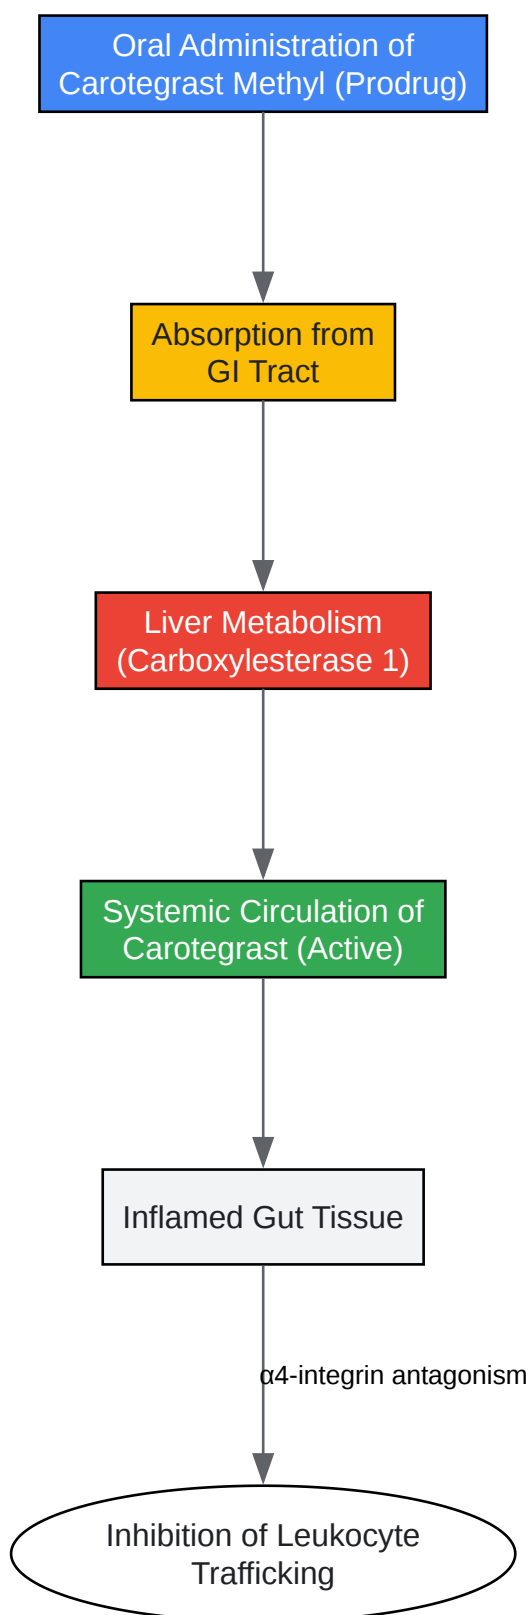 Oral Administration of
Carotegrast Methyl (Prodrug)
Absorption from
GI Tract
Liver Metabolism
(Carboxylesterase 1)
Systemic Circulation of
Carotegrast (Active)
Inflamed Gut Tissue
α4-integrin antagonism
Inhibition of Leukocyte
Trafficking